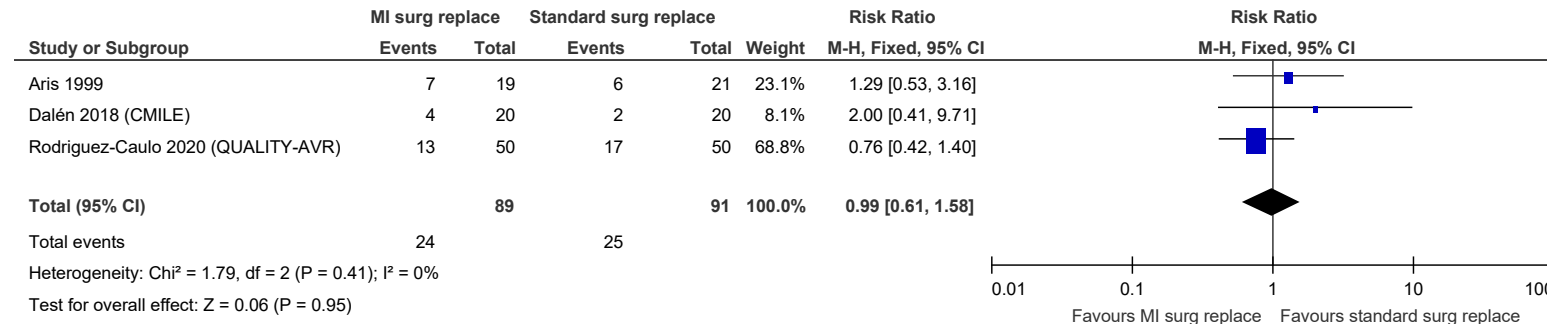 MI surg replace Standard surg replace Risk Ratio Risk Ratio
Study or Subgroup Events Total Events Total Weight M-H, Fixed, 95% CI M-H, Fixed, 95% CI
Aris 1999 7 19 6 21 23.1% 1.29 [0.53, 3.16]
Dalén 2018 (CMILE) 4 20 2 20 8.1% 2.00 [0.41, 9.71]
Rodriguez-Caulo 2020 (QUALITY-AVR) 13 50 17 50 68.8% 0.76 [0.42, 1.40]
Total (95% CI) 89 91 100.0% 0.99 [0.61, 1.58]
Total events 24 25
Heterogeneity: Chi² = 1.79, df = 2 (P = 0.41); I² = 0%
Test for overall effect: Z = 0.06 (P = 0.95)
0.01 0.1 1 10
Favours MI surg replace Favours standard surg replace